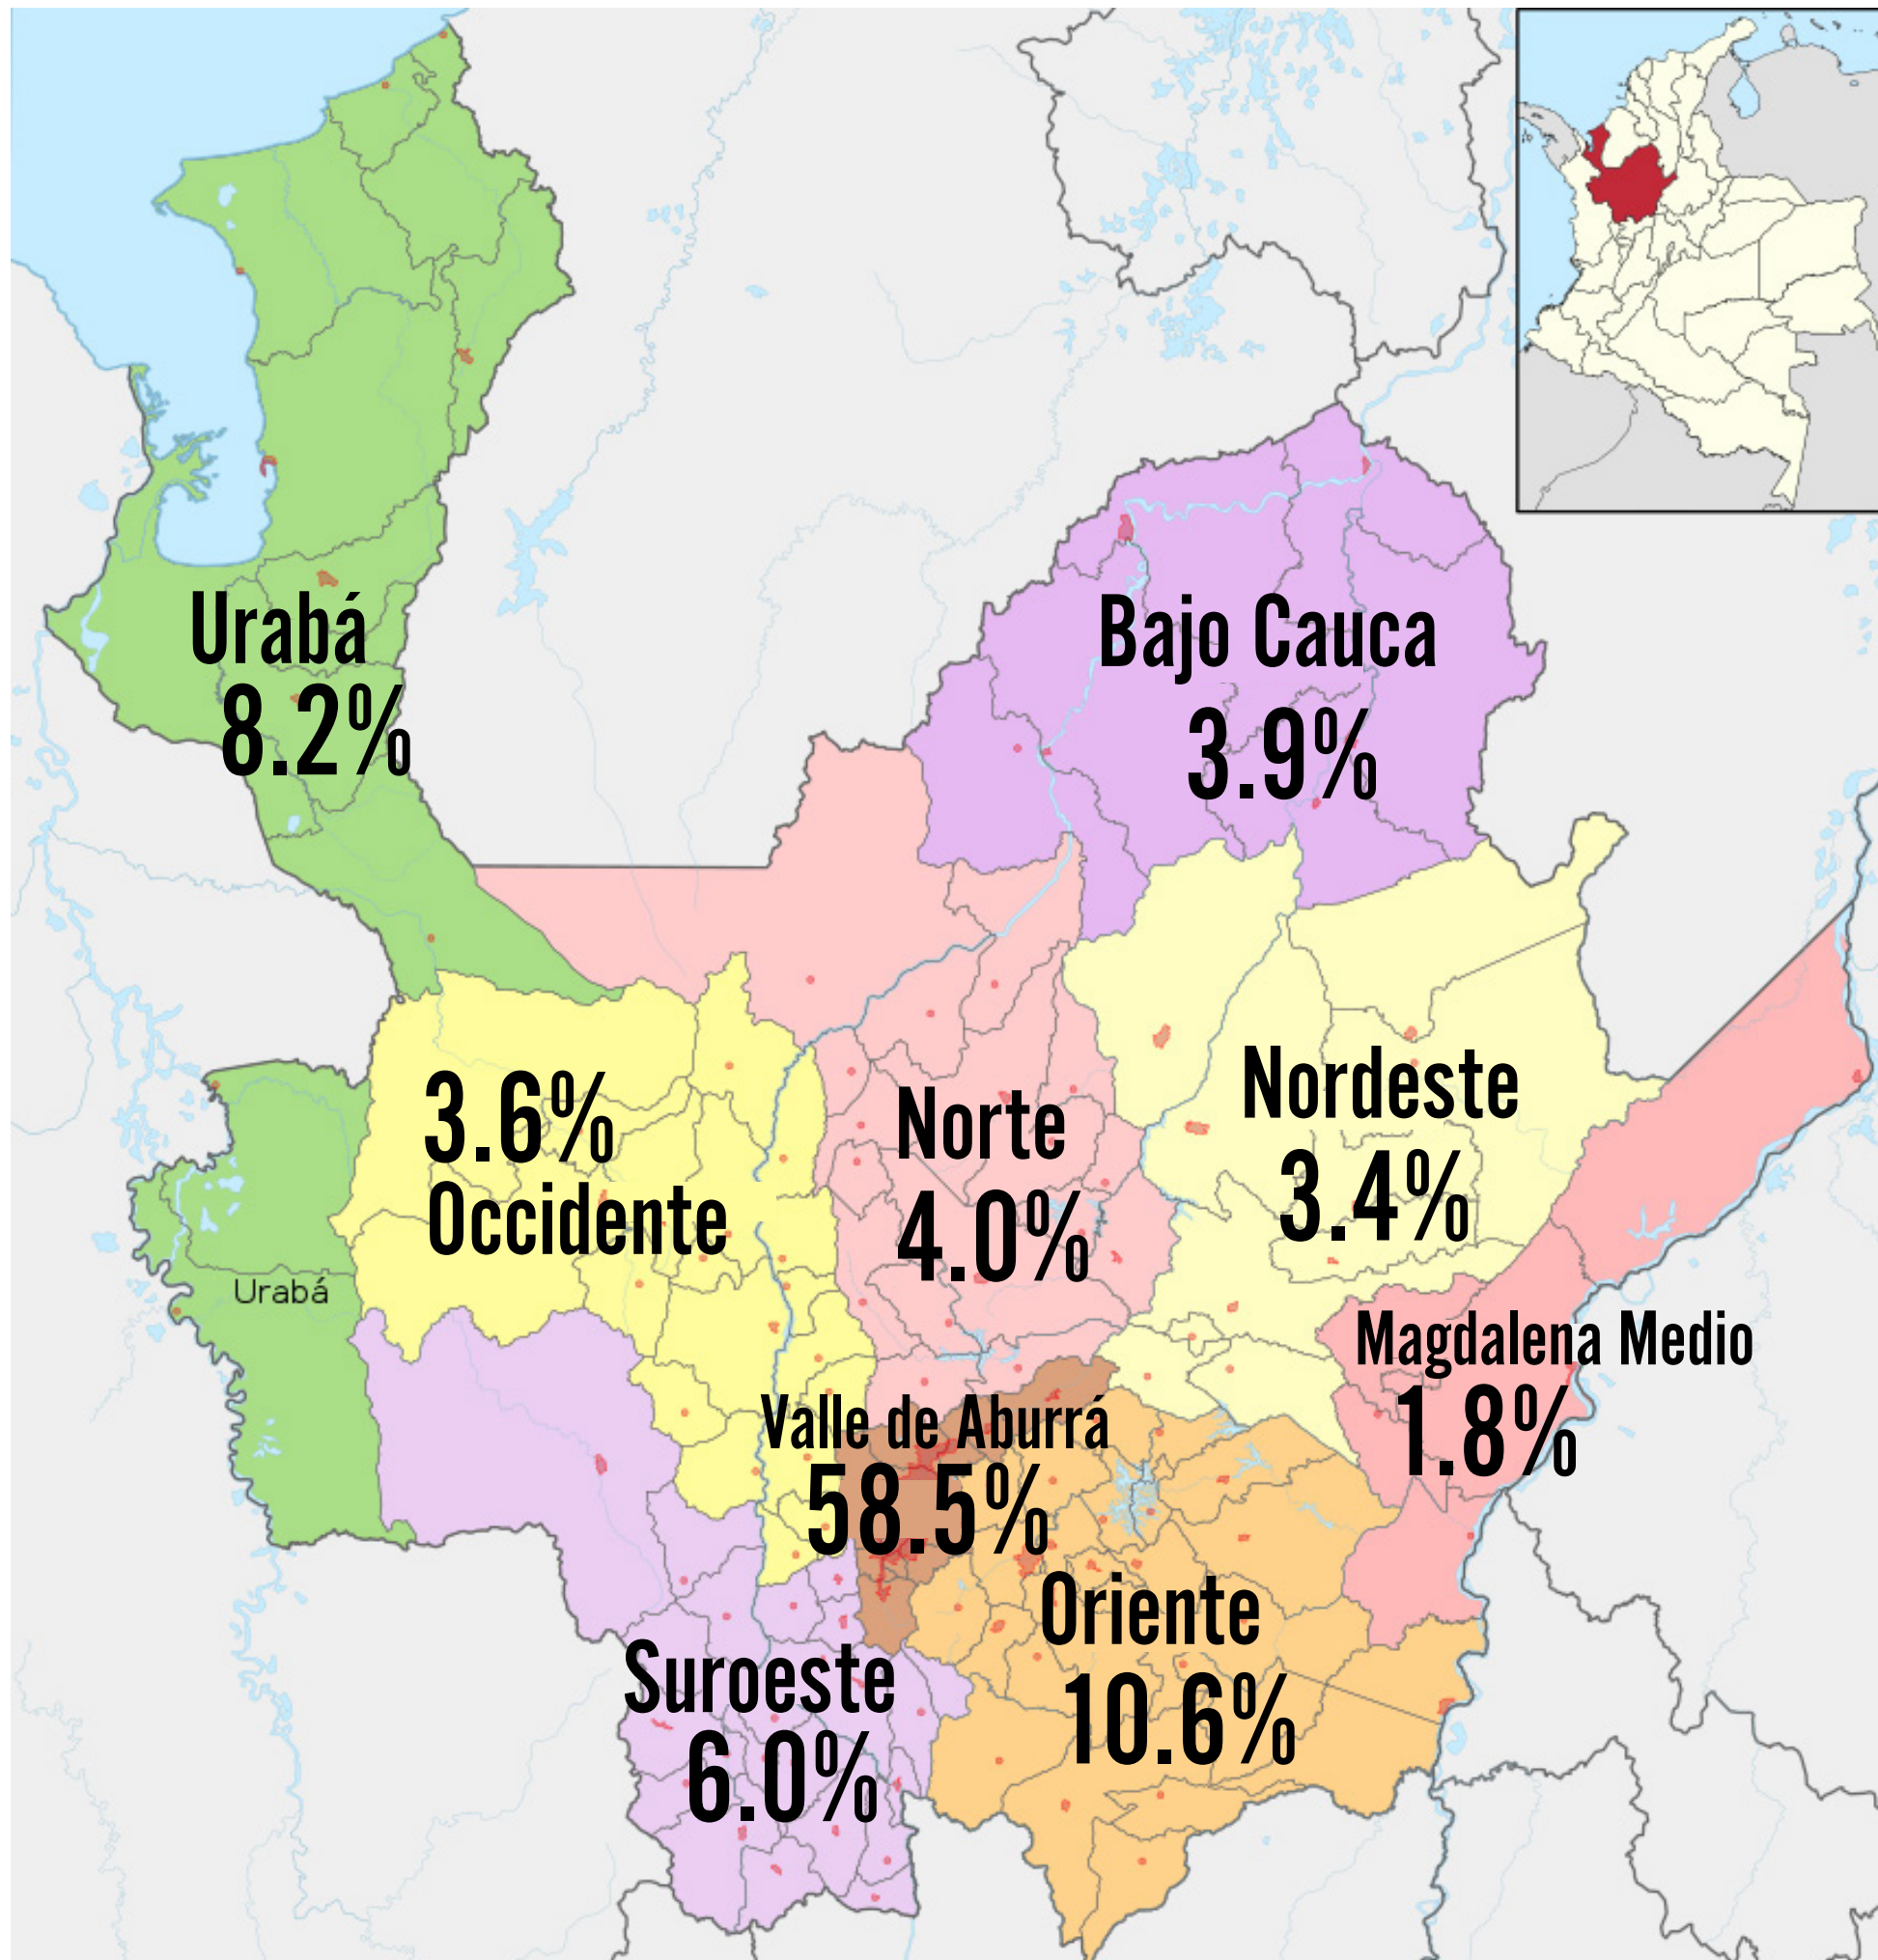 Urabá
8.2%
Bajo Cauca
3.9%
3.6%
Occidente
Norte
4.0%
Nordeste
3.4%
Urabá
Magdalena Medio
1.8%
Valle de Aburrá
58.5%
Oriente
10.6%
Suroeste
6.0%